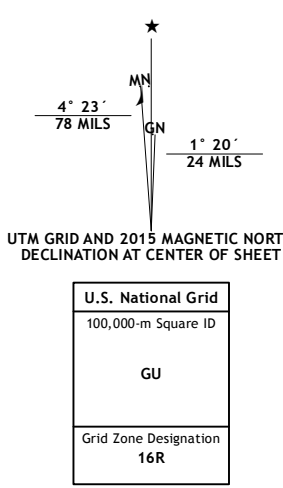 MN
4° 23´
78 MILS
GN
1° 20´
24 MILS
UTM GRID AND 2015 MAGNETIC NORT
DECLINATION AT CENTER OF SHEET
U.S. National Grid
100,000-m Square ID
GU
Grid Zone Designation
16R